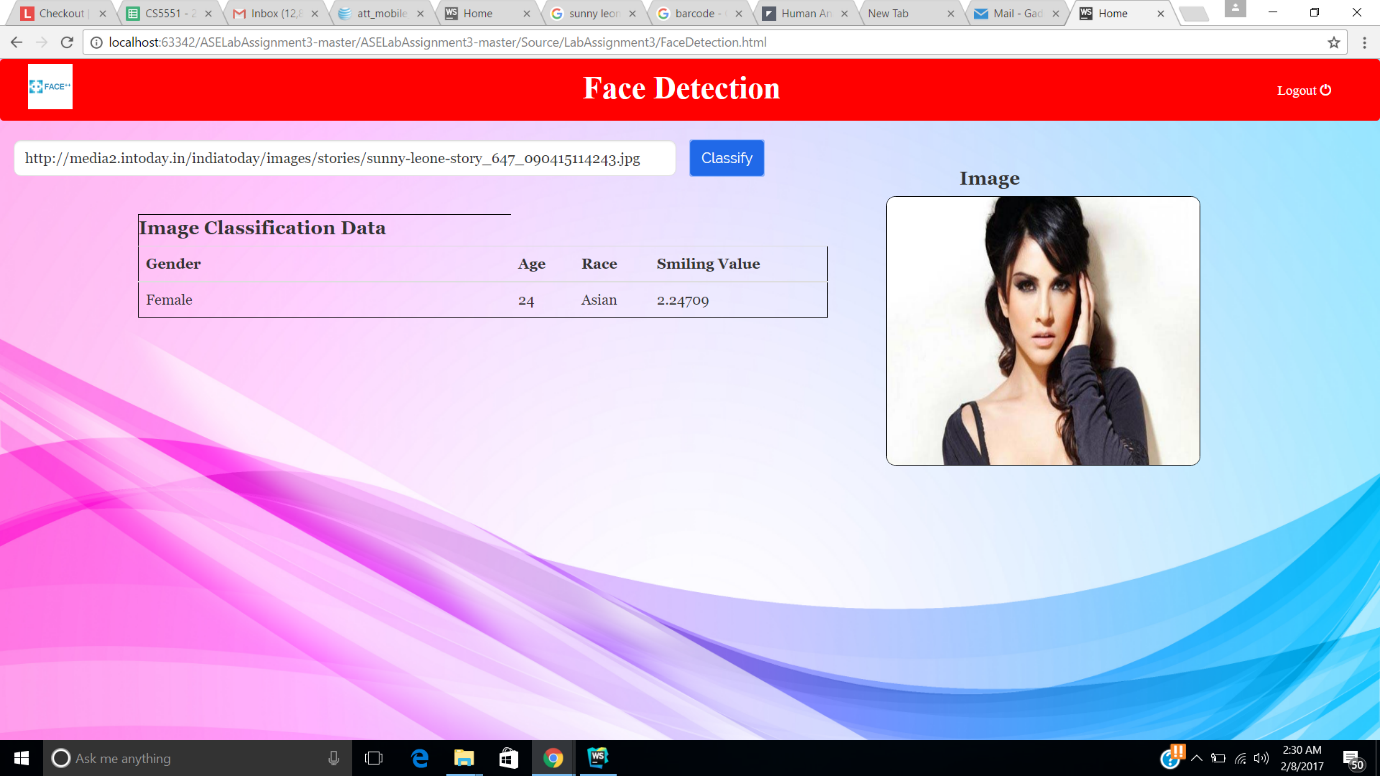 Checkout
CS5551 - 2
Inbox (12,8
att_mobile
Home
sunny leon
barcode -
Human A
New Tab
Mail - Gad
Home
localhost:63342/ASELabAssignment3-master/ASELabAssignment3-master/Source/LabAssignment3/FaceDetection.html
FACE++
Face Detection
Logout
http://media2.intoday.in/indiatoday/images/stories/sunny-leone-story_647_090415114243.jpg
Classify
Image
Image Classification Data
Gender Age Race Smiling Value
Female 24 Asian 2.24709
Ask me anything
2:30 AM
2/8/2017
50